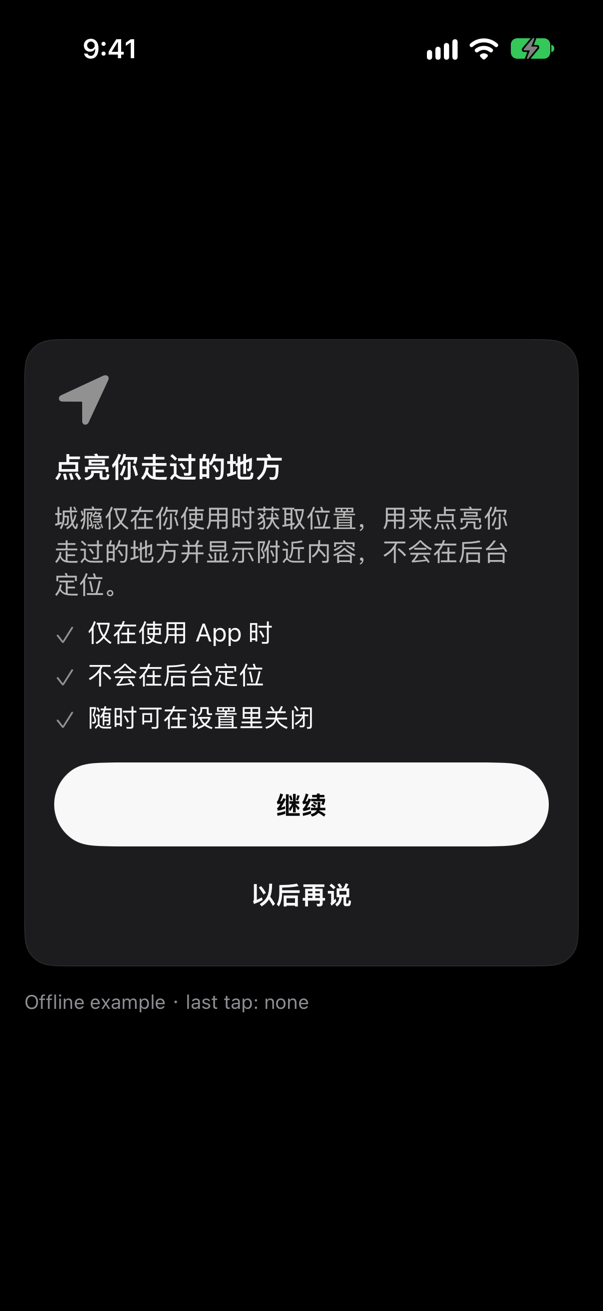 9:41
点亮你走过的地方
城瘾仅在你使用时获取位置，用来点亮你
走过的地方并显示附近内容，不会在后台
定位。
仅在使用 App 时
不会在后台定位
随时可在设置里关闭
继续
以后再说
Offline example · last tap: none